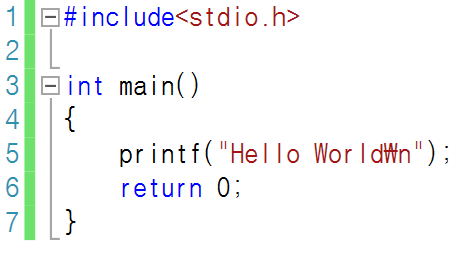 1 #include<stdio.h>
2
3 int main()
4 {
5 printf("Hello World₩n");
6 return 0;
7 }